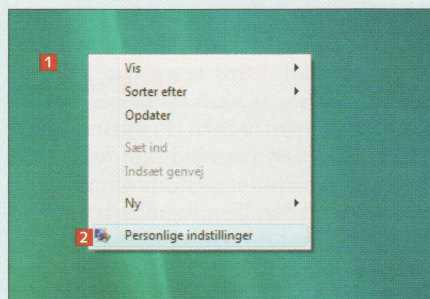 1
Vis
Sorter efter
Opdater
Sæt ind
Indsæt genvej
Ny
2 Personlige indstillinger